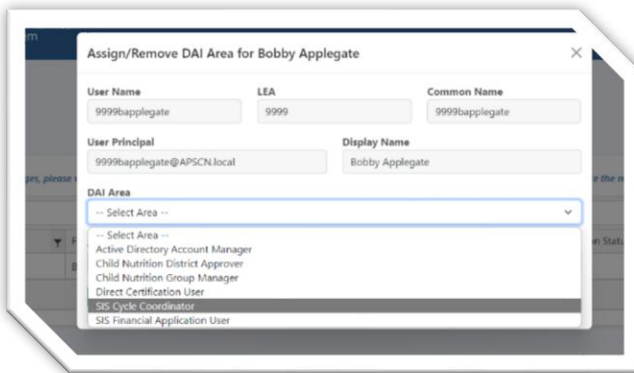 em
Assign/Remove DAI Area for Bobby Applegate
User Name LEA Common Name
9999bapplegate 9999 9999bapplegate
User Principal Display Name
9999bapplegate@APSCN.local Bobby Applegate
DAI Area
-- Select Area --
-- Select Area --
Active Directory Account Manager
Child Nutrition District Approver
Child Nutrition Group Manager
Direct Certification User
SIS Cycle Coordinator
SIS Financial Application User